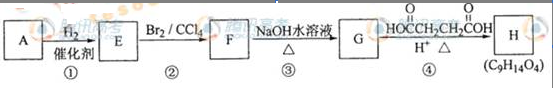 A H₂ 催化剂 ① E Br₂/CCl₄ ② F NaOH水溶液 △ ③ G HOCCH₂CH₂COH O O H⁺ △ ④ H
(C₉H₁₄O₄)